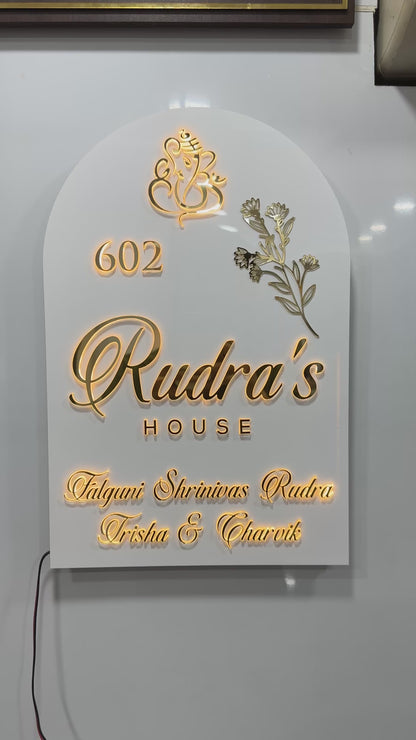 602
Rudra's
HOUSE
Falguni Shrinivas Rudra
Trisha & Charvik